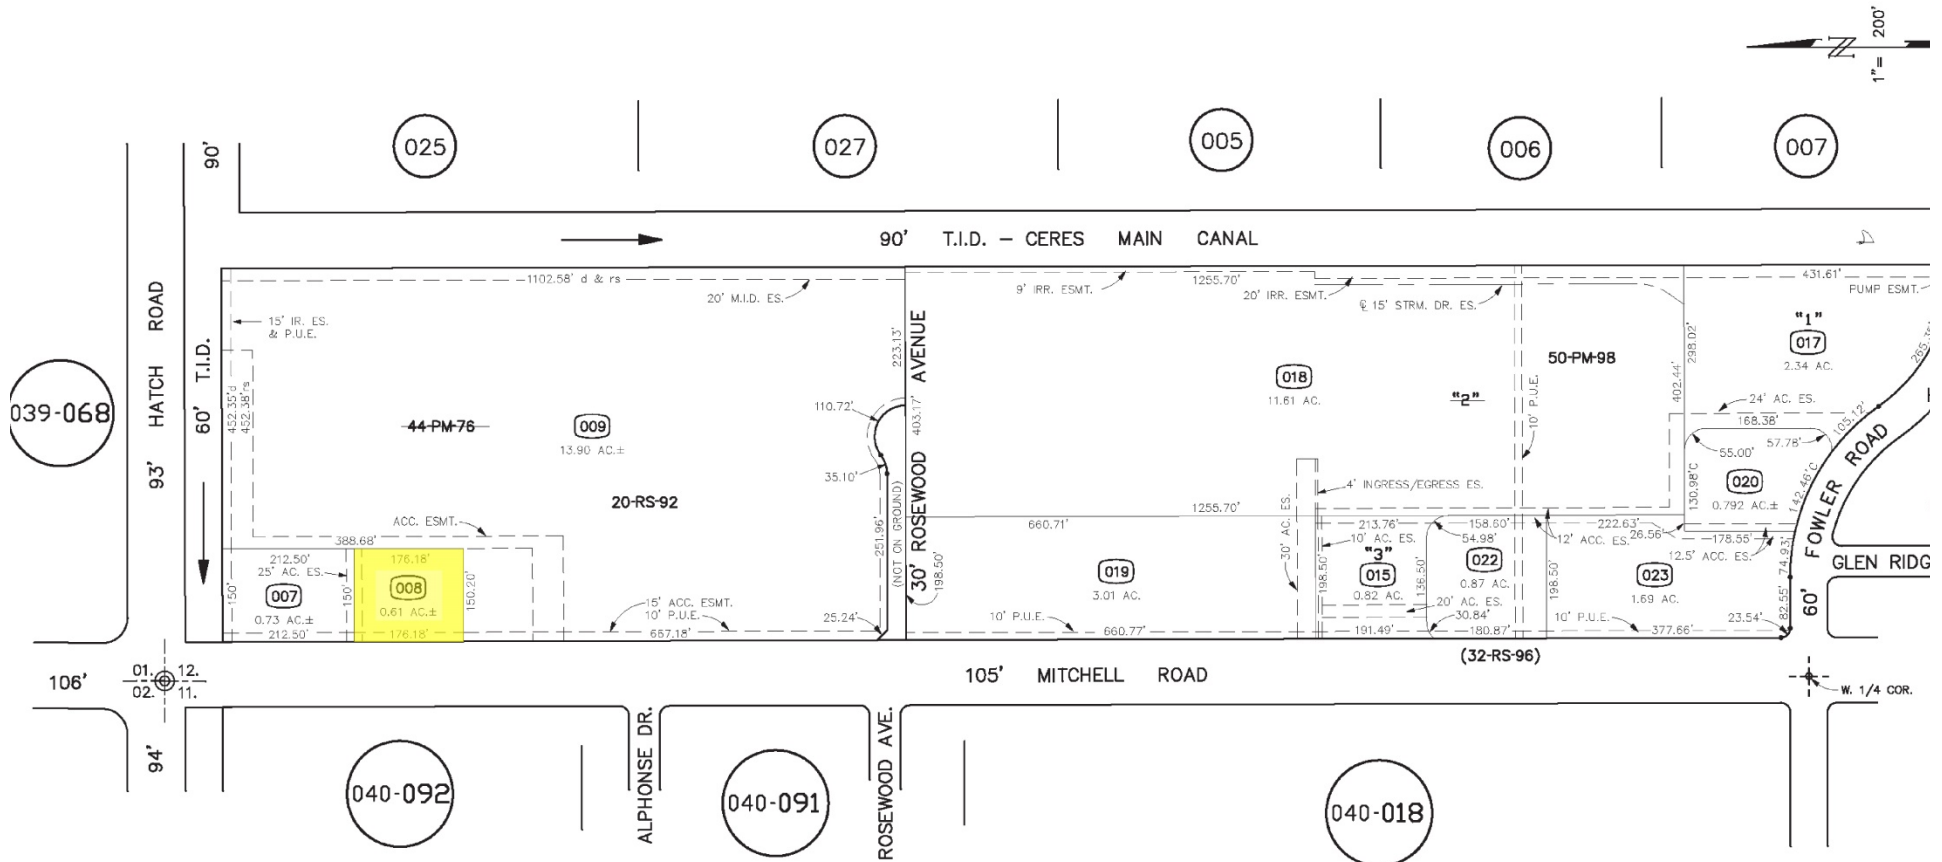 200'
1"=
N
025
027
005
006
007
90'
90' T.I.D. - CERES MAIN CANAL
HATCH ROAD
93'
60' T.I.D.
039-068
1102.58' d & rs
20' M.I.D. ES.
15' IR. ES.
& P.U.E.
452.35'd
452.38'rs
44-PM-76
009
13.90 AC.±
20-RS-92
ACC. ESMT.
388.68'
212.50'
25' AC. ES.
150'
007
0.73 AC.±
212.50'
150'
176.18'
008
0.61 AC.±
176.18'
150.20'
15' ACC. ESMT.
10' P.U.E.
657.18'
25.24'
223.13'
110.72'
35.10'
251.96'
(NOT ON GROUND)
30' ROSEWOOD AVENUE
403.17'
198.50'
9' IRR. ESMT.
1255.70'
20' IRR. ESMT.
℄ 15' STRM. DR. ES.
018
11.61 AC.
"2"
50-PM-98
10' P.U.E.
298.02'
402.44'
431.61'
PUMP ESMT.
"1"
017
2.34 AC.
24' AC. ES.
168.38'
105.12'
57.78'
55.00'
020
0.792 AC.±
130.98'C
142.46'C
FOWLER ROAD
4' INGRESS/EGRESS ES.
1255.70'
660.71'
30' AC. ES.
213.76'
158.60'
222.63'
10' AC. ES.
54.98'
12' ACC. ES.
26.56'
178.55'
12.5' ACC. ES.
74.93'
GLEN RIDG
019
3.01 AC.
198.50'
"3"
015
0.82 AC.
136.50'
022
0.87 AC.
198.50'
023
1.69 AC.
82.55'
60'
20' AC. ES.
30.84'
10' P.U.E.
660.77'
191.49'
180.87'
10' P.U.E.
377.66'
23.54'
(32-RS-96)
106'
01. 12.
02. 11.
105' MITCHELL ROAD
W. 1/4 COR.
94'
040-092
ALPHONSE DR.
040-091
ROSEWOOD AVE.
040-018